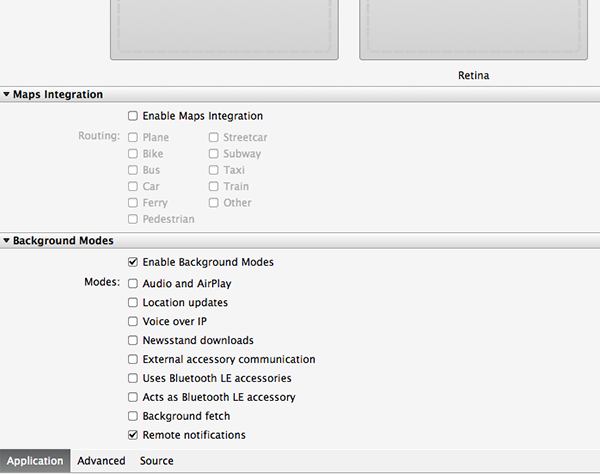 Retina
Maps Integration
Enable Maps Integration
Routing: Plane Streetcar
Bike Subway
Bus Taxi
Car Train
Ferry Other
Pedestrian
Background Modes
Enable Background Modes
Modes: Audio and AirPlay
Location updates
Voice over IP
Newsstand downloads
External accessory communication
Uses Bluetooth LE accessories
Acts as Bluetooth LE accessory
Background fetch
Remote notifications
Application Advanced Source